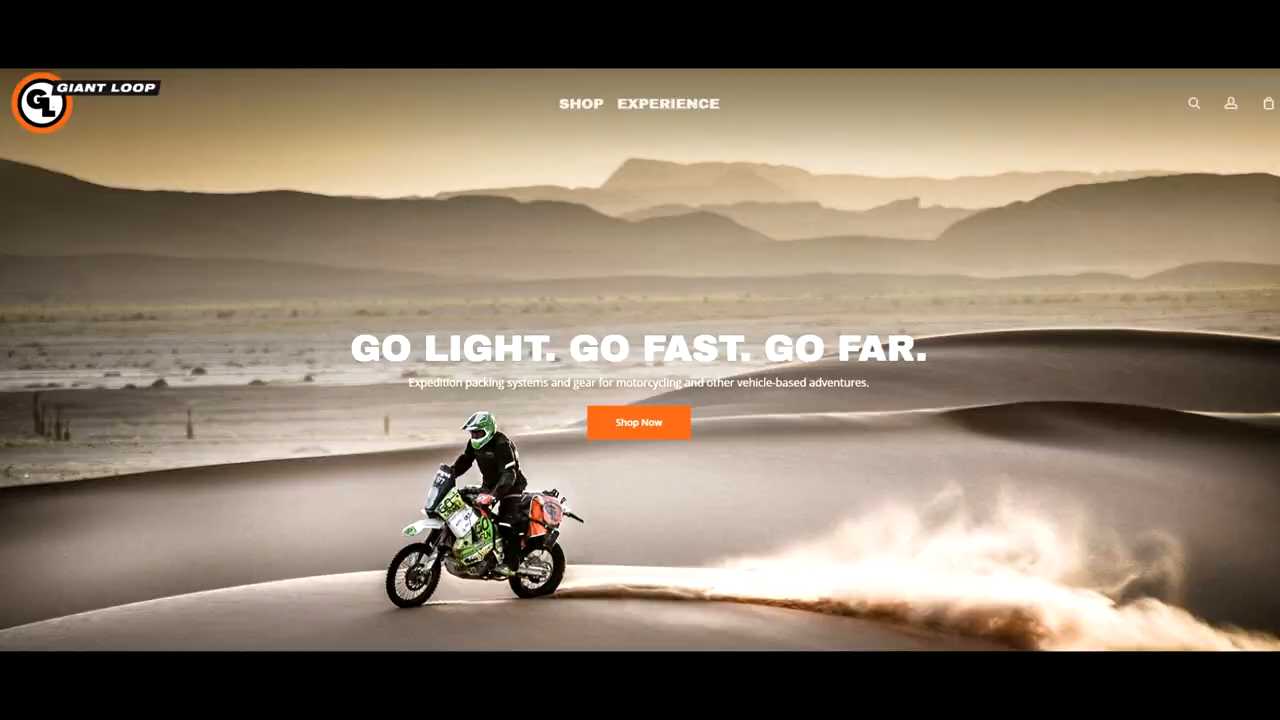 GIANT LOOP
GL
SHOP EXPERIENCE
GO LIGHT. GO FAST. GO FAR.
Expedition packing systems and gear for motorcycling and other vehicle-based adventures.
Shop Now